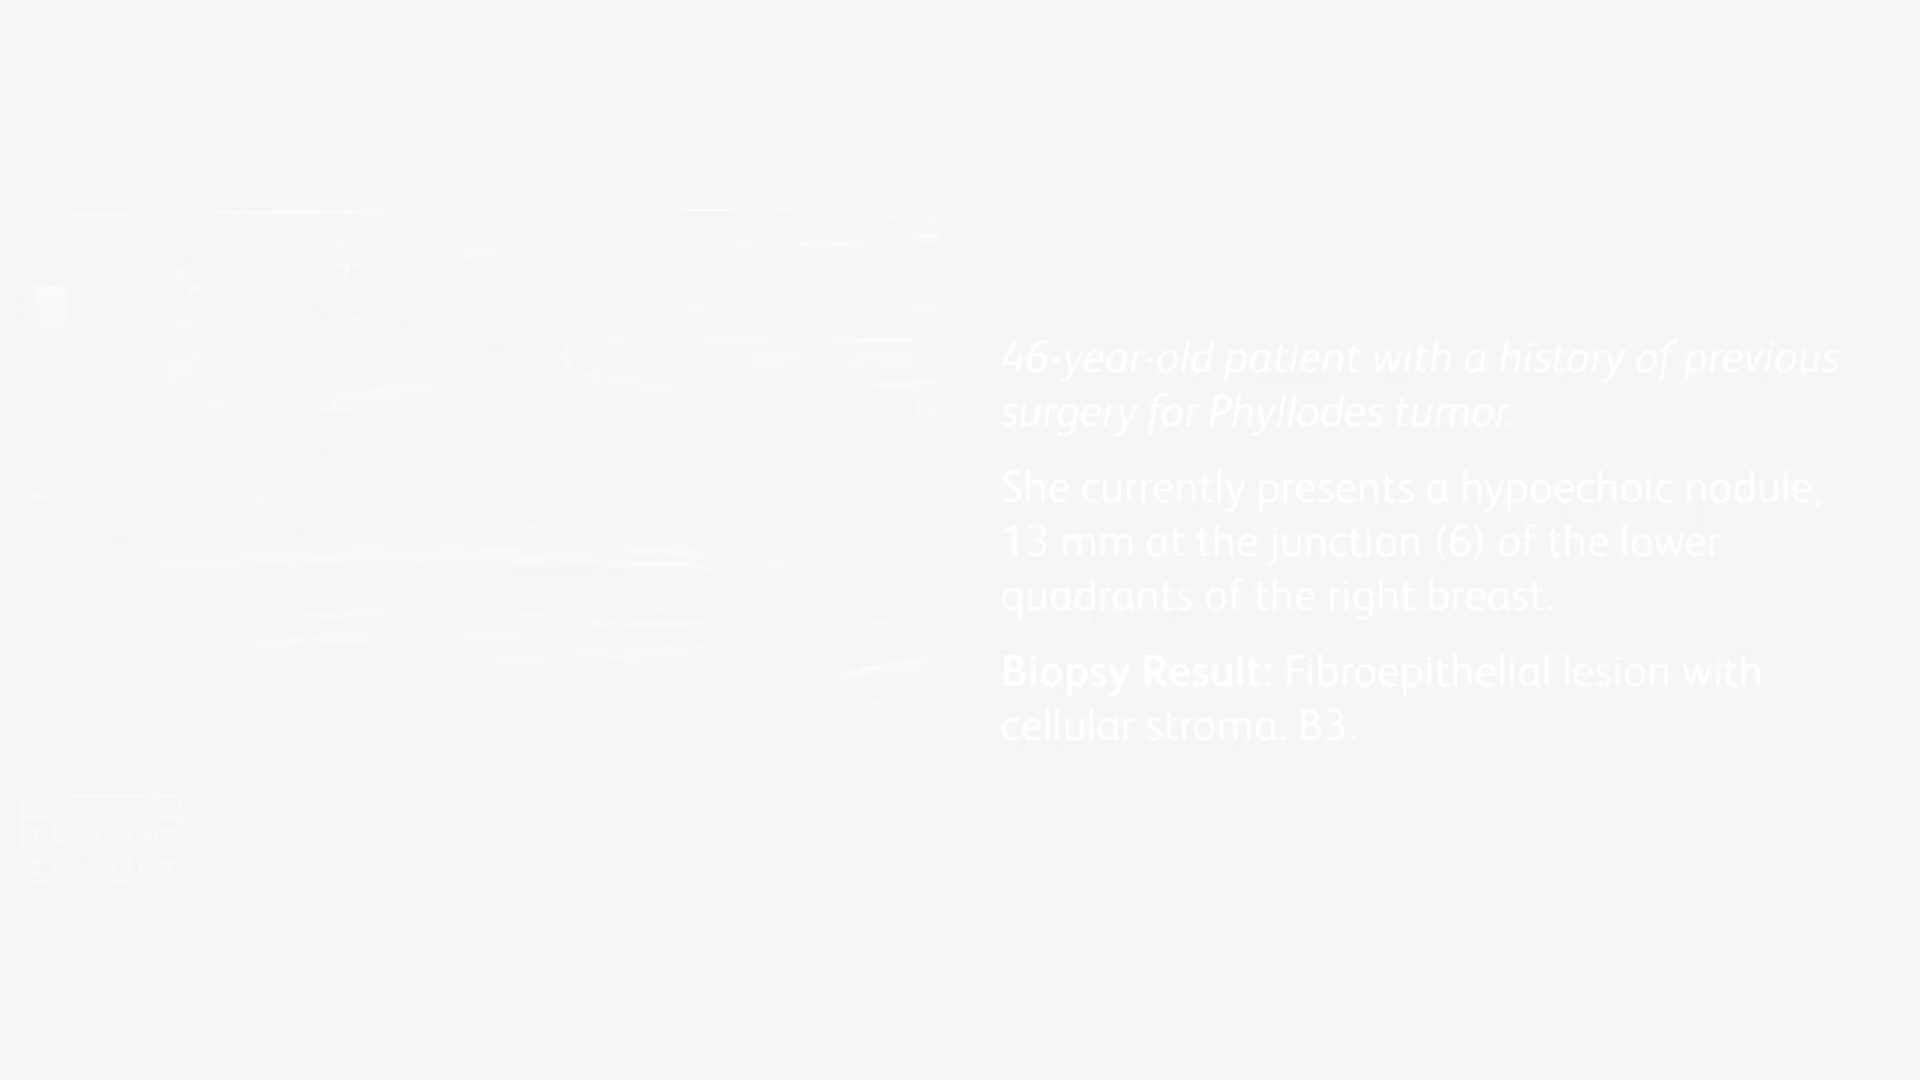 46-year-old patient with a history of previous
surgery for Phyllodes tumor.
She currently presents a hypoechoic nodule,
13 mm at the junction (6) of the lower
quadrants of the right breast.
Biopsy Result: Fibroepithelial lesion with
cellular stroma. B3.